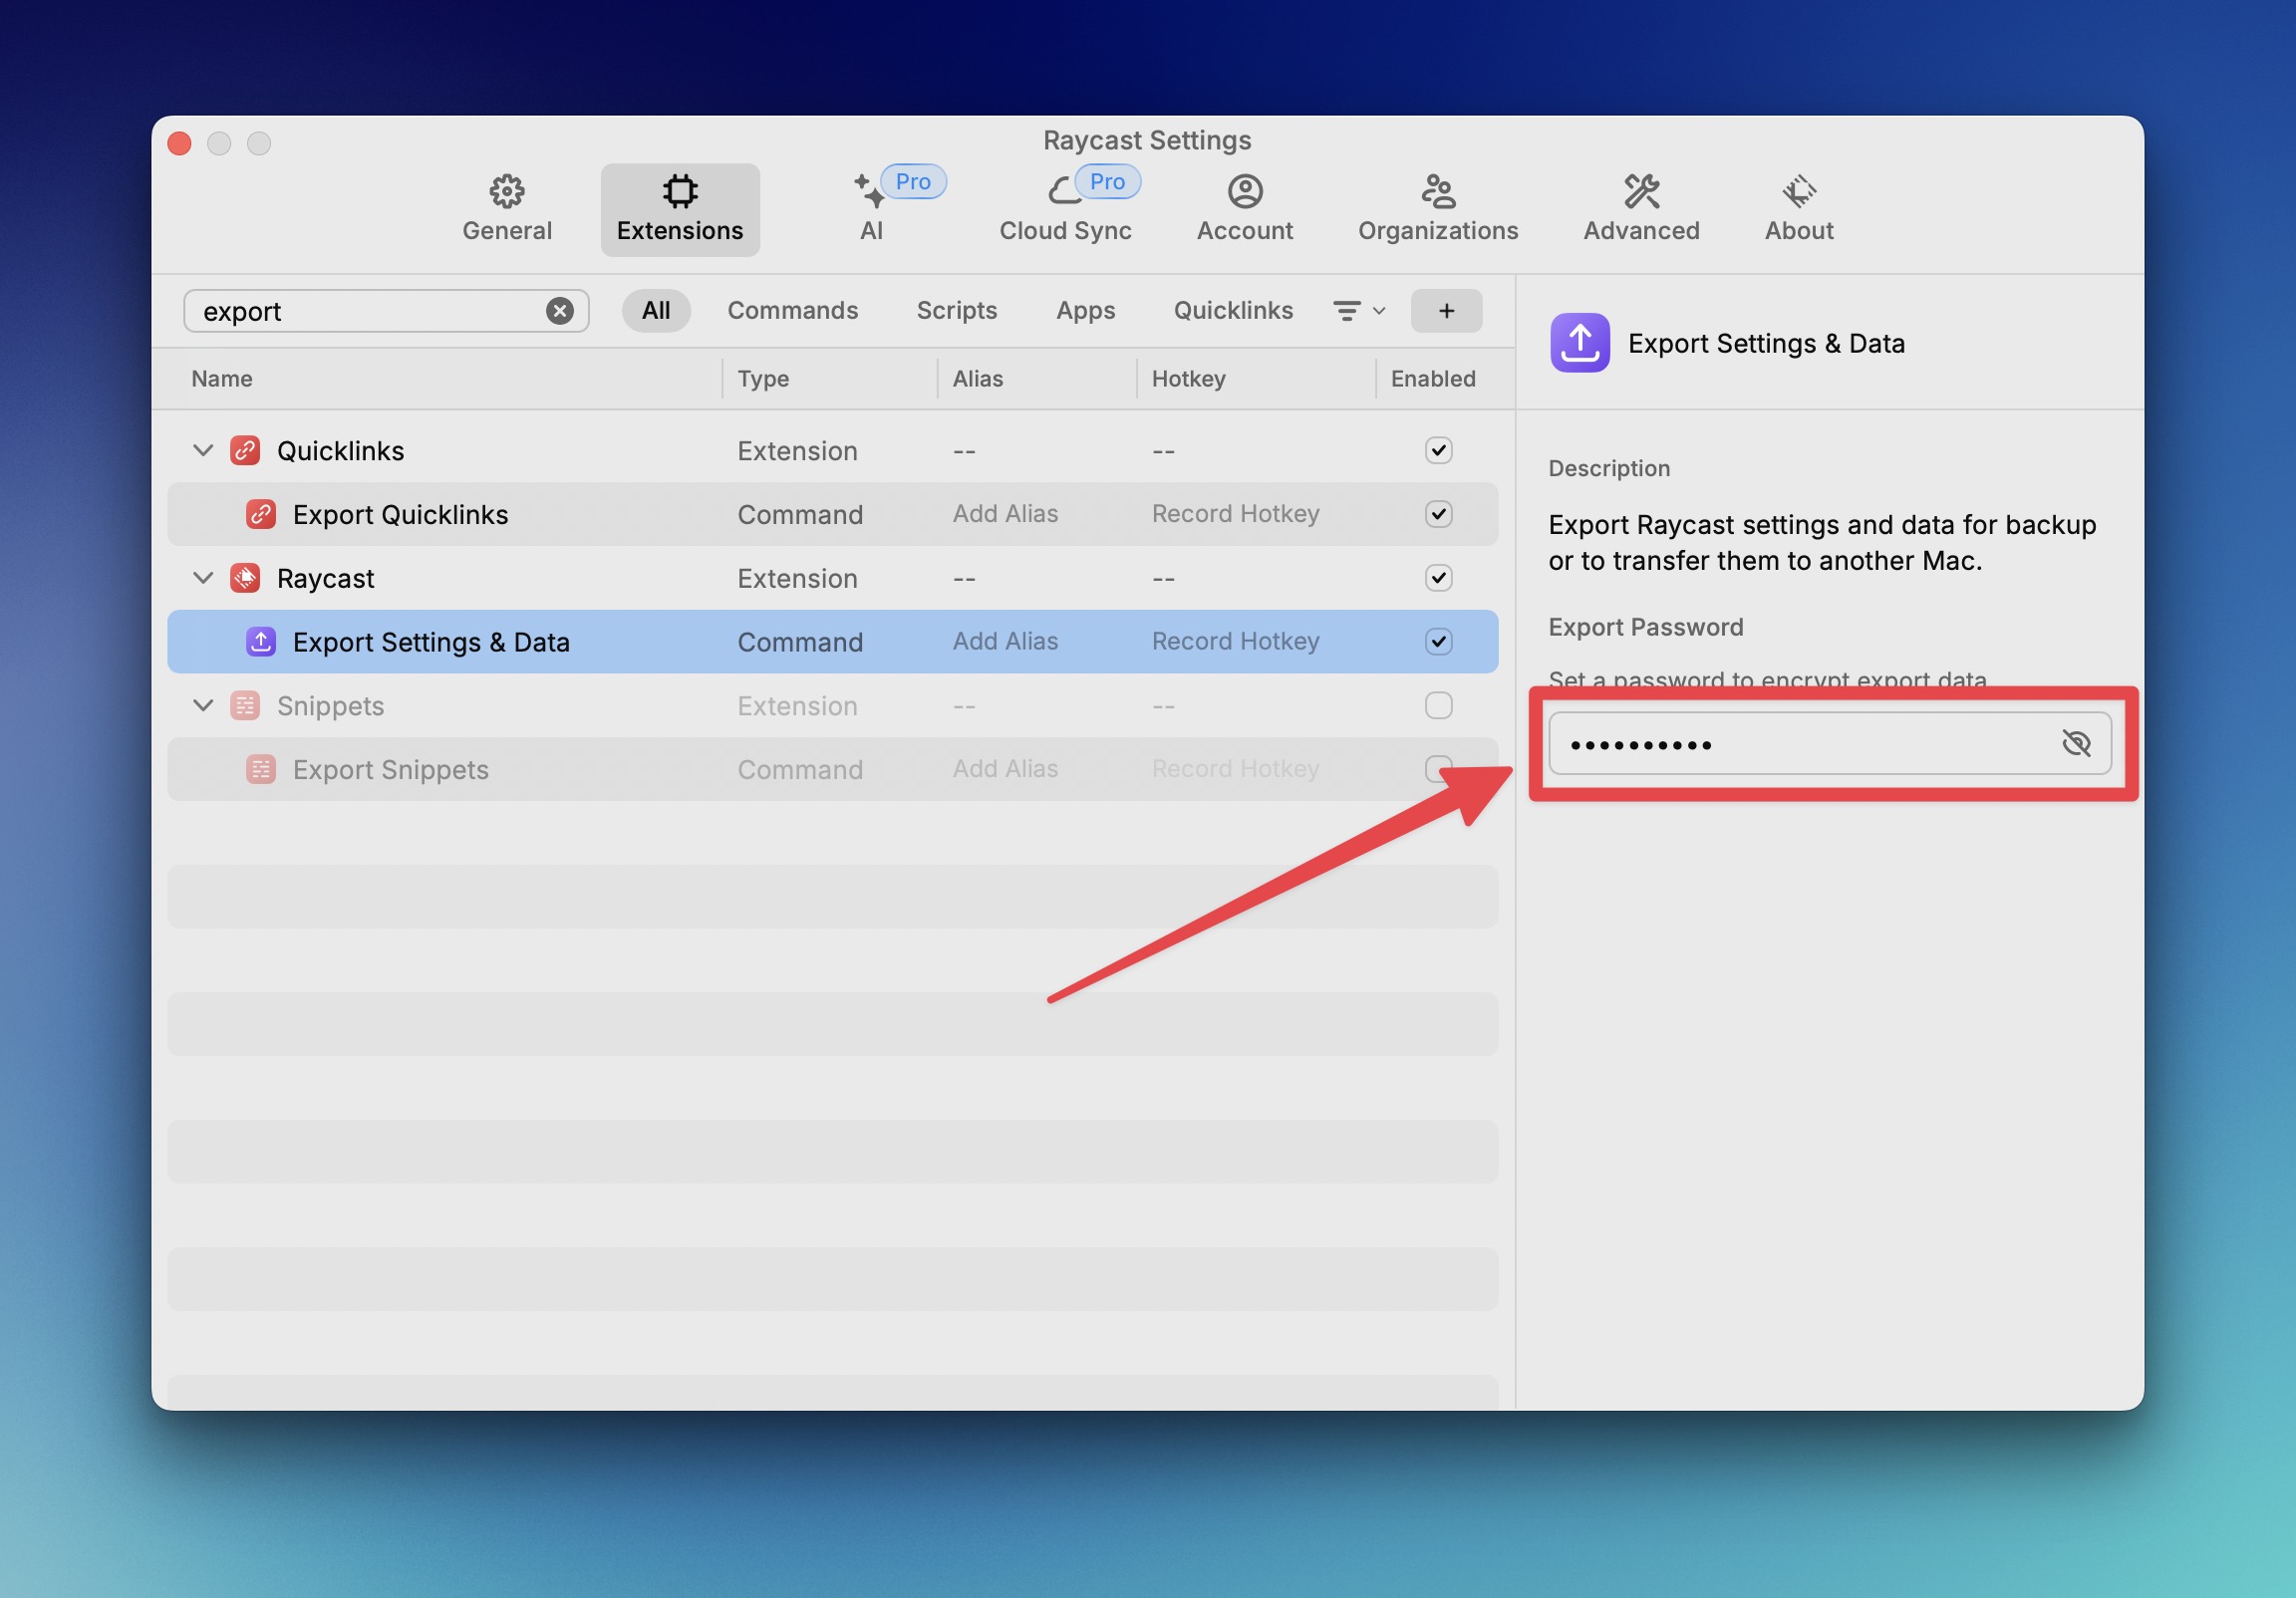 Raycast Settings
General
Extensions
Pro
AI
Pro
Cloud Sync
Account
Organizations
Advanced
About
export
All
Commands
Scripts
Apps
Quicklinks
+
Name Type Alias Hotkey Enabled
Quicklinks Extension -- --
Export Quicklinks Command Add Alias Record Hotkey
Raycast Extension -- --
Export Settings & Data Command Add Alias Record Hotkey
Snippets Extension -- --
Export Snippets Command Add Alias Record Hotkey
Export Settings & Data
Description
Export Raycast settings and data for backup
or to transfer them to another Mac.
Export Password
Set a password to encrypt export data
••••••••••